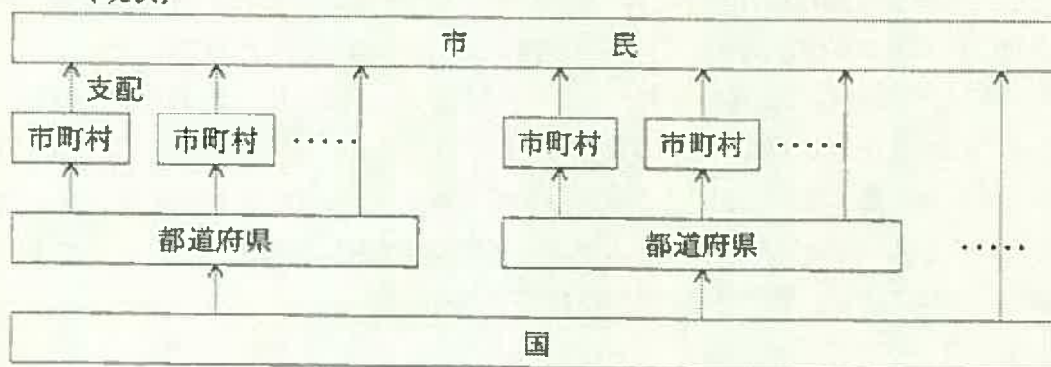 市　　　民
支配
市町村　市町村　‥‥‥　市町村　市町村　‥‥‥
都道府県　都道府県　‥‥‥
国